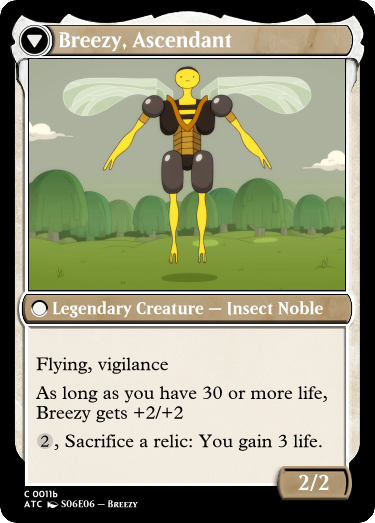 Breezy, Ascendant
Legendary Creature — Insect Noble
Flying, vigilance
As long as you have 30 or more life,
Breezy gets +2/+2
2, Sacrifice a relic: You gain 3 life.
2/2
C 0011b
ATC S06E06 — Breezy